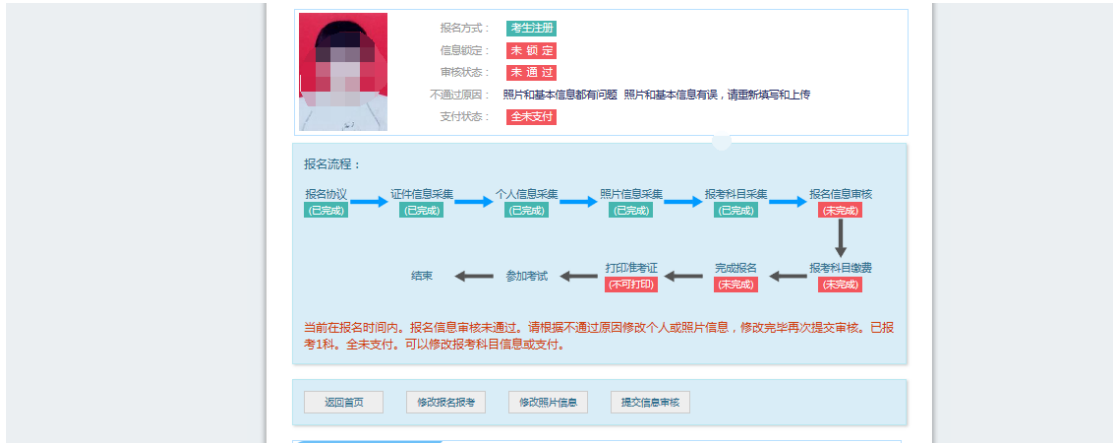 报名方式： 考生注册
信息锁定： 未 锁 定
审核状态： 未 通 过
不通过原因： 照片和基本信息都有问题 照片和基本信息有误，请重新填写和上传
支付状态： 全未支付
报名流程：
报名协议 证件信息采集 个人信息采集 照片信息采集 报考科目采集 报名信息审核
(已完成) (已完成) (已完成) (已完成) (已完成) (未完成)
结束 参加考试 打印准考证 完成报名 报考科目缴费
(不可打印) (未完成) (未完成)
当前在报名时间内。报名信息审核未通过。请根据不通过原因修改个人或照片信息，修改完毕再次提交审核。已报
考1科。全未支付。可以修改报考科目信息或支付。
返回首页 修改报名报考 修改照片信息 提交信息审核